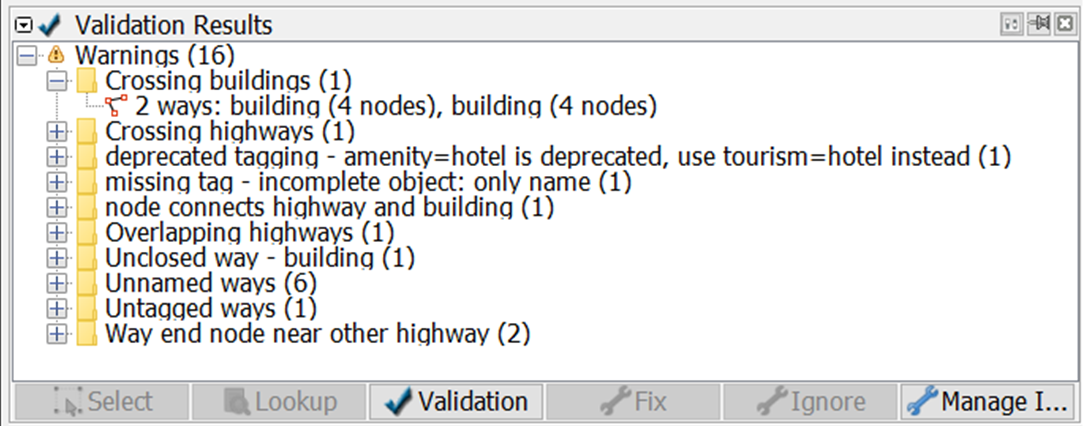 Validation Results
Warnings (16)
Crossing buildings (1)
2 ways: building (4 nodes), building (4 nodes)
Crossing highways (1)
deprecated tagging - amenity=hotel is deprecated, use tourism=hotel instead (1)
missing tag - incomplete object: only name (1)
node connects highway and building (1)
Overlapping highways (1)
Unclosed way - building (1)
Unnamed ways (6)
Untagged ways (1)
Way end node near other highway (2)
Select Lookup Validation Fix Ignore Manage I...